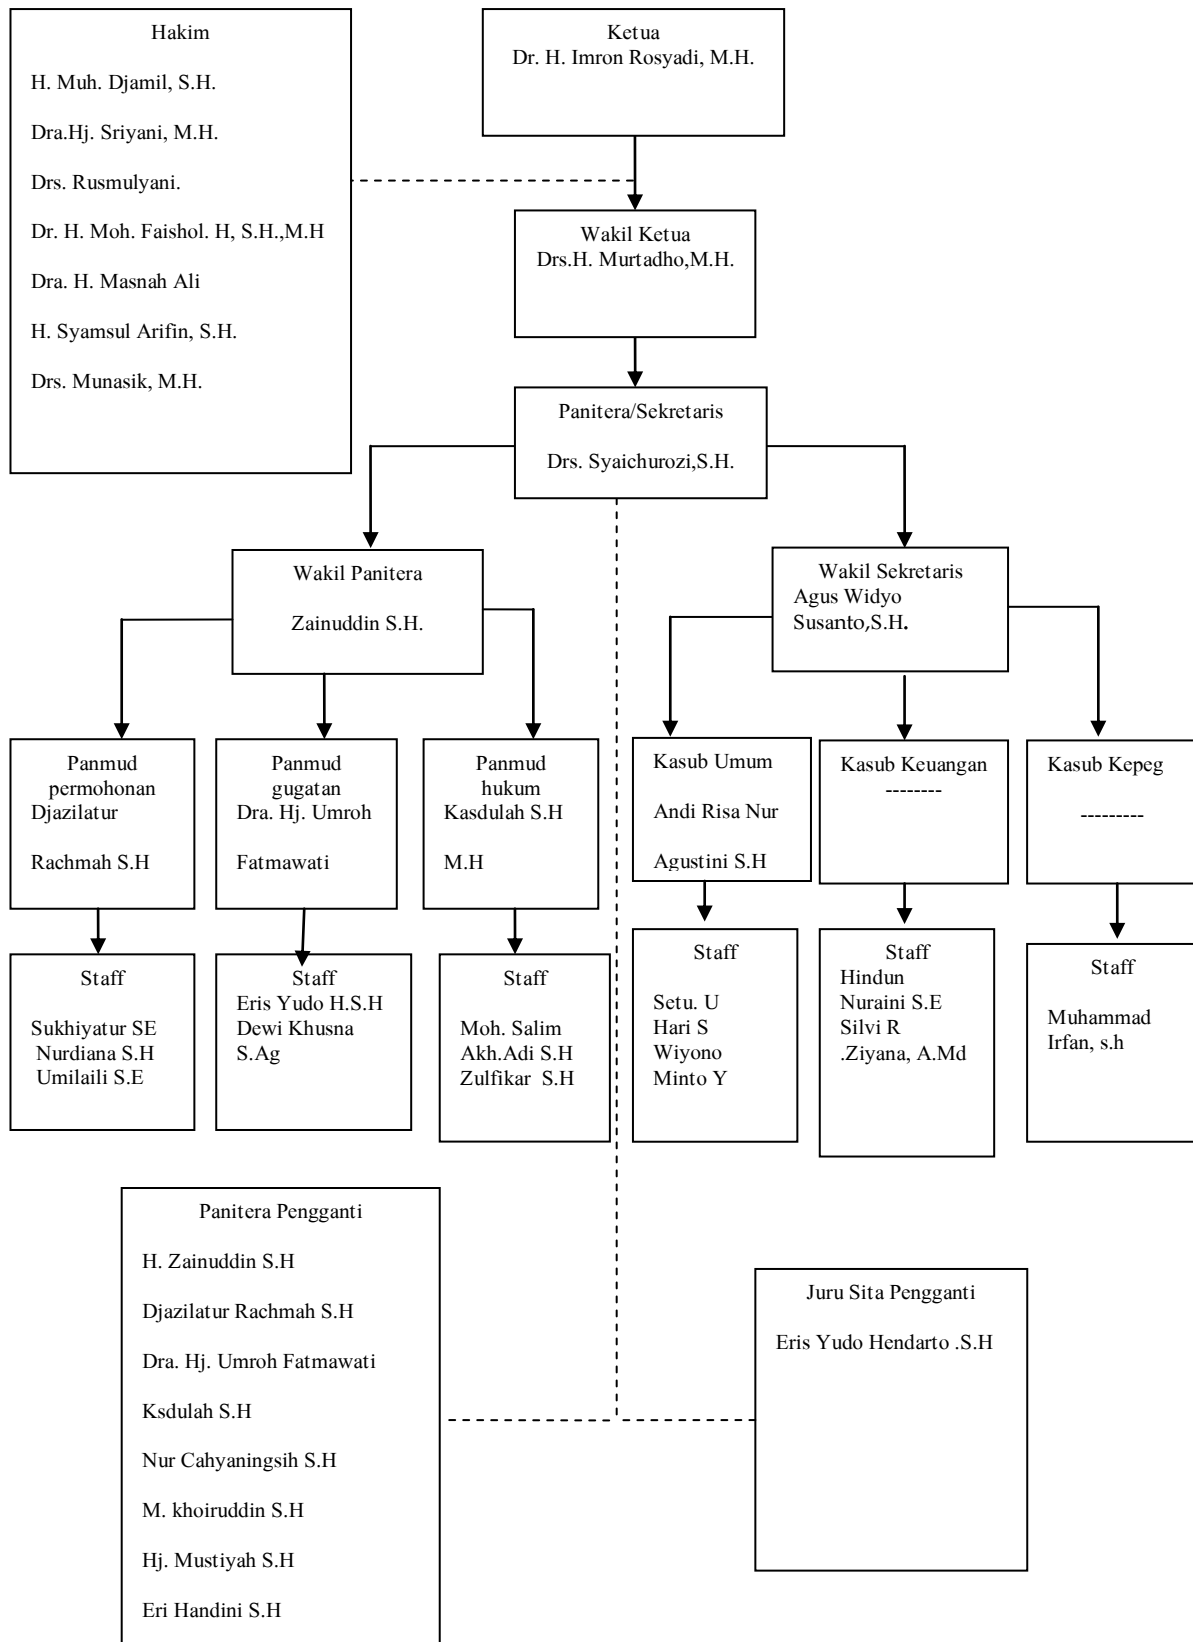 Hakim
H. Muh. Djamil, S.H.
Dra.Hj. Sriyani, M.H.
Drs. Rusmulyani.
Dr. H. Moh. Faishol. H, S.H.,M.H
Dra. H. Masnah Ali
H. Syamsul Arifin, S.H.
Drs. Munasik, M.H.
Ketua
Dr. H. Imron Rosyadi, M.H.
Wakil Ketua
Drs.H. Murtadho,M.H.
Panitera/Sekretaris
Drs. Syaichurozi,S.H.
Wakil Panitera
Zainuddin S.H.
Wakil Sekretaris
Agus Widyo
Susanto,S.H.
Panmud
permohonan
Djazilatur
Rachmah S.H
Panmud
gugatan
Dra. Hj. Umroh
Fatmawati
Panmud
hukum
Kasdulah S.H
M.H
Kasub Umum
Andi Risa Nur
Agustini S.H
Kasub Keuangan
--------
Kasub Kepeg
---------
Staff
Sukhiyatur SE
Nurdiana S.H
Umilaili S.E
Staff
Eris Yudo H.S.H
Dewi Khusna
S.Ag
Staff
Moh. Salim
Akh.Adi S.H
Zulfikar S.H
Staff
Setu. U
Hari S
Wiyono
Minto Y
Staff
Hindun
Nuraini S.E
Silvi R
.Ziyana, A.Md
Staff
Muhammad
Irfan, s.h
Panitera Pengganti
H. Zainuddin S.H
Djazilatur Rachmah S.H
Dra. Hj. Umroh Fatmawati
Ksdulah S.H
Nur Cahyaningsih S.H
M. khoiruddin S.H
Hj. Mustiyah S.H
Eri Handini S.H
Juru Sita Pengganti
Eris Yudo Hendarto .S.H